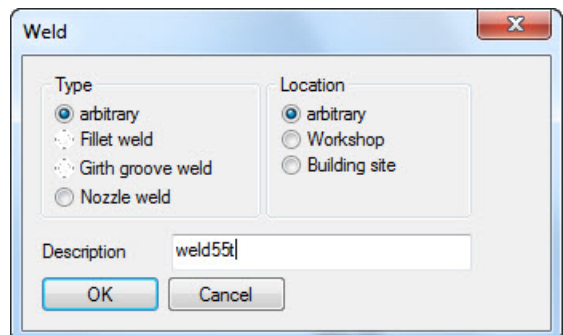 Weld
Type
arbitrary
Fillet weld
Girth groove weld
Nozzle weld
Location
arbitrary
Workshop
Building site
Description weld55t
OK Cancel